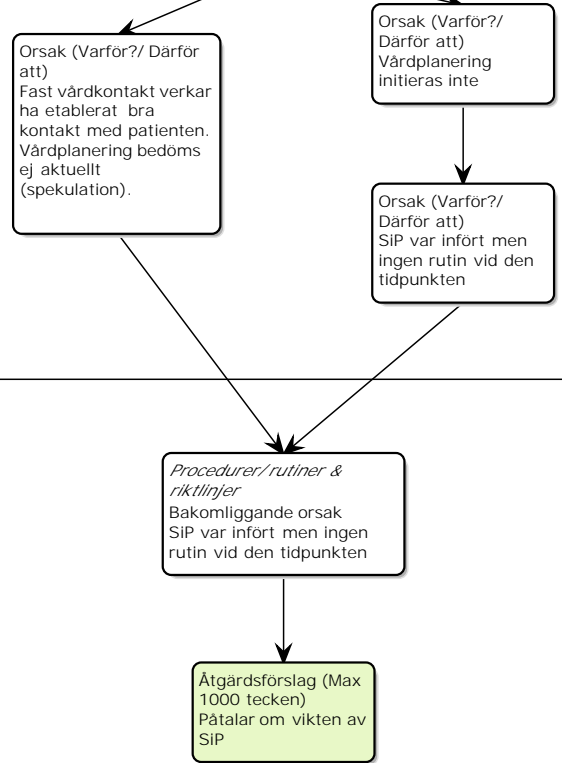 Orsak (Varför?/ Därför
att)
Fast vårdkontakt verkar
ha etablerat  bra
kontakt med patienten.
Vårdplanering bedöms
ej aktuellt
(spekulation).
Orsak (Varför?/
Därför att)
Vårdplanering
initieras inte
Orsak (Varför?/
Därför att)
SiP var infört men
ingen rutin vid den
tidpunkten
Procedurer/rutiner &
riktlinjer
Bakomliggande orsak
SiP var infört men ingen
rutin vid den tidpunkten
Åtgärdsförslag (Max
1000 tecken)
Påtalar om vikten av
SiP